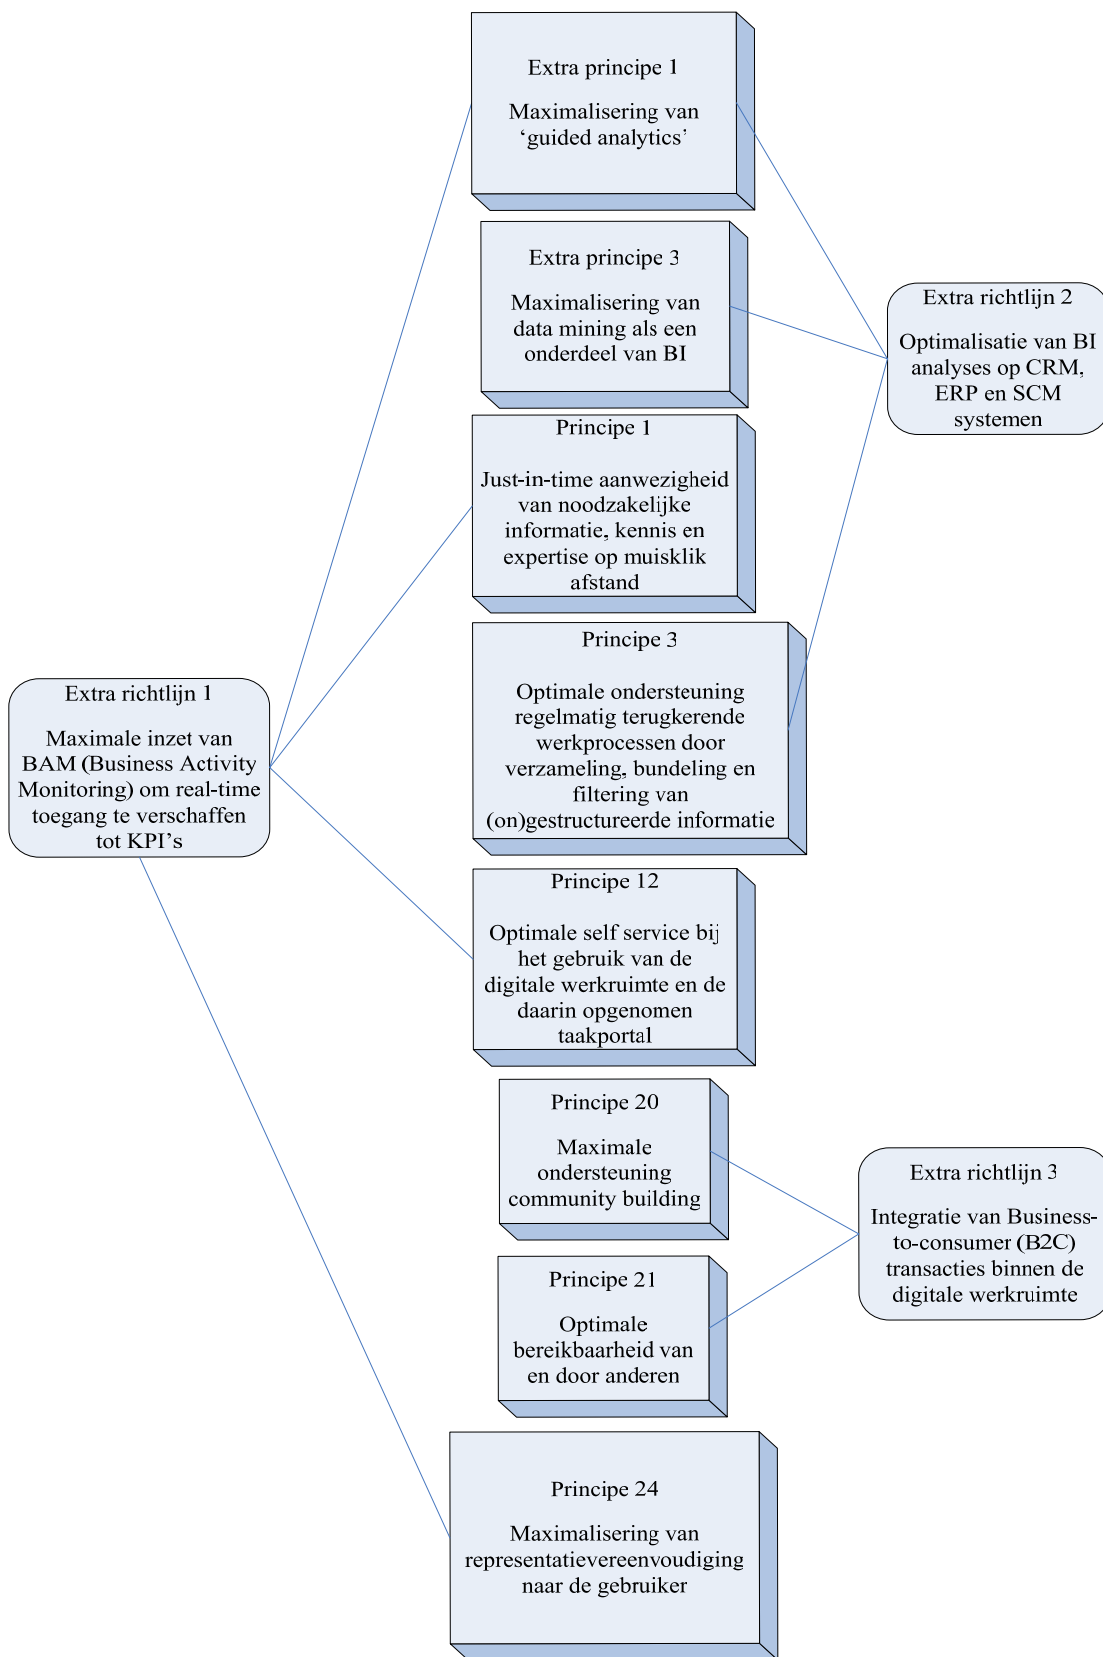 Extra principe 1
Maximalisering van
‘guided analytics’
Extra principe 3
Maximalisering van
data mining als een
onderdeel van BI
Extra richtlijn 2
Optimalisatie van BI
analyses op CRM,
ERP en SCM
systemen
Principe 1
Just-in-time aanwezigheid
van noodzakelijke
informatie, kennis en
expertise op muisklik
afstand
Principe 3
Optimale ondersteuning
regelmatig terugkerende
werkprocessen door
verzameling, bundeling en
filtering van
(on)gestructureerde informatie
Extra richtlijn 1
Maximale inzet van
BAM (Business Activity
Monitoring) om real-time
toegang te verschaffen
tot KPI’s
Principe 12
Optimale self service bij
het gebruik van de
digitale werkruimte en de
daarin opgenomen
taakportal
Principe 20
Maximale
ondersteuning
community building
Extra richtlijn 3
Integratie van Business-
to-consumer (B2C)
transacties binnen de
digitale werkruimte
Principe 21
Optimale
bereikbaarheid van
en door anderen
Principe 24
Maximalisering van
representatievereenvoudiging
naar de gebruiker